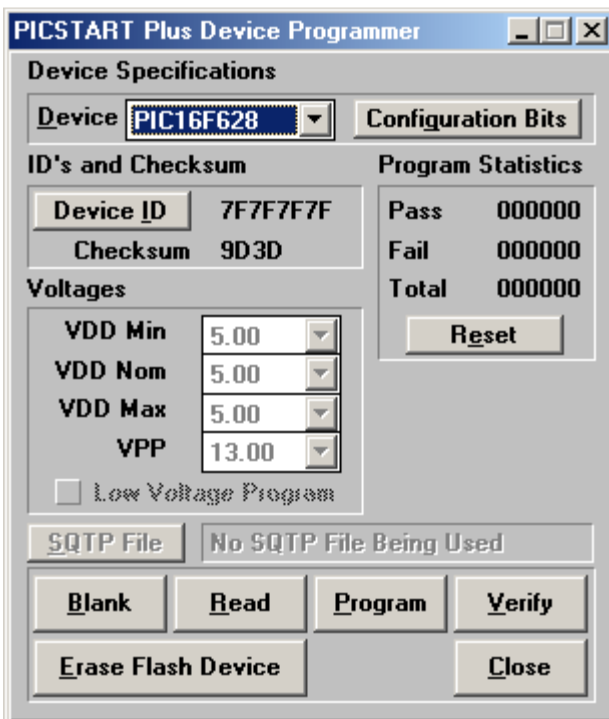 PICSTART Plus Device Programmer
Device Specifications
Device PIC16F628 Configuration Bits
ID's and Checksum
Device ID 7F7F7F7F
Checksum 9D3D
Program Statistics
Pass 000000
Fail 000000
Total 000000
Reset
Voltages
VDD Min 5.00
VDD Nom 5.00
VDD Max 5.00
VPP 13.00
Low Voltage Program
SQTP File No SQTP File Being Used
Blank Read Program Verify
Erase Flash Device Close